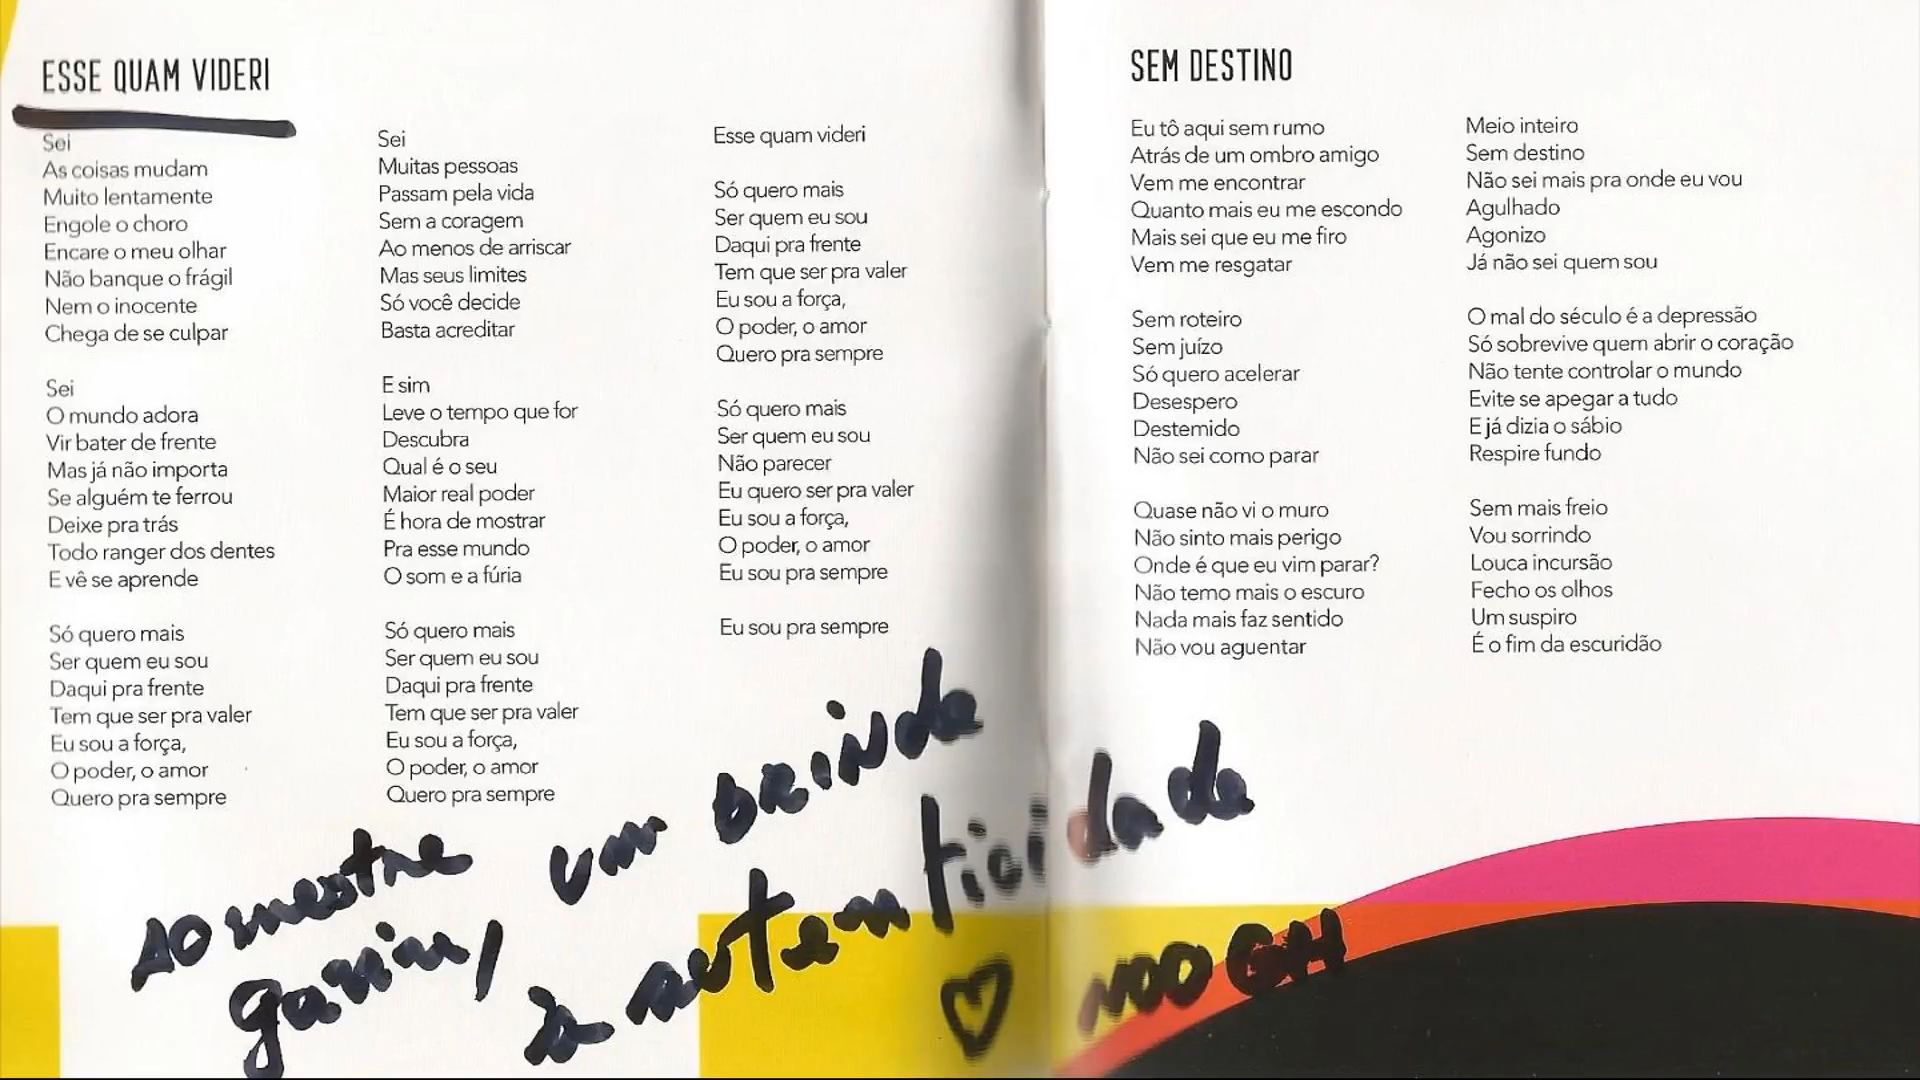 ESSE QUAM VIDERI
Sei
As coisas mudam
Muito lentamente
Engole o choro
Encare o meu olhar
Não banque o frágil
Nem o inocente
Chega de se culpar
Sei
O mundo adora
Vir bater de frente
Mas já não importa
Se alguém te ferrou
Deixe pra trás
Todo ranger dos dentes
E vê se aprende
Só quero mais
Ser quem eu sou
Daqui pra frente
Tem que ser pra valer
Eu sou a força,
O poder, o amor
Quero pra sempre
Sei
Muitas pessoas
Passam pela vida
Sem a coragem
Ao menos de arriscar
Mas seus limites
Só você decide
Basta acreditar
E sim
Leve o tempo que for
Descubra
Qual é o seu
Maior real poder
É hora de mostrar
Pra esse mundo
O som e a fúria
Só quero mais
Ser quem eu sou
Daqui pra frente
Tem que ser pra valer
Eu sou a força,
O poder, o amor
Quero pra sempre
Esse quam videri
Só quero mais
Ser quem eu sou
Daqui pra frente
Tem que ser pra valer
Eu sou a força,
O poder, o amor
Quero pra sempre
Só quero mais
Ser quem eu sou
Não parecer
Eu quero ser pra valer
Eu sou a força,
O poder, o amor
Eu sou pra sempre
Eu sou pra sempre
SEM DESTINO
Eu tô aqui sem rumo
Atrás de um ombro amigo
Vem me encontrar
Quanto mais eu me escondo
Mais sei que eu me firo
Vem me resgatar
Sem roteiro
Sem juízo
Só quero acelerar
Desespero
Destemido
Não sei como parar
Quase não vi o muro
Não sinto mais perigo
Onde é que eu vim parar?
Não temo mais o escuro
Nada mais faz sentido
Não vou aguentar
Meio inteiro
Sem destino
Não sei mais pra onde eu vou
Agulhado
Agonizo
Já não sei quem sou
O mal do século é a depressão
Só sobrevive quem abrir o coração
Não tente controlar o mundo
Evite se apegar a tudo
E já dizia o sábio
Respire fundo
Sem mais freio
Vou sorrindo
Louca incursão
Fecho os olhos
Um suspiro
É o fim da escuridão
ao mestre
um brinde
à autenticidade